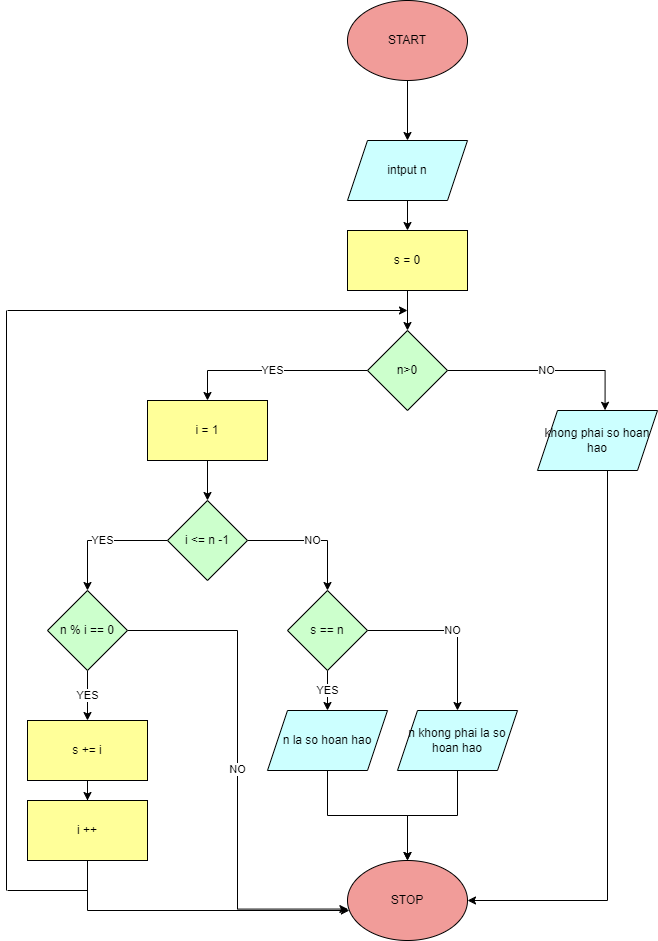 START
intput n
s = 0
n>0
YES
NO
i = 1
khong phai so hoan
hao
i <= n -1
YES
NO
n % i == 0
s == n
NO
YES
YES
s += i
n la so hoan hao
n khong phai la so
hoan hao
NO
i ++
STOP